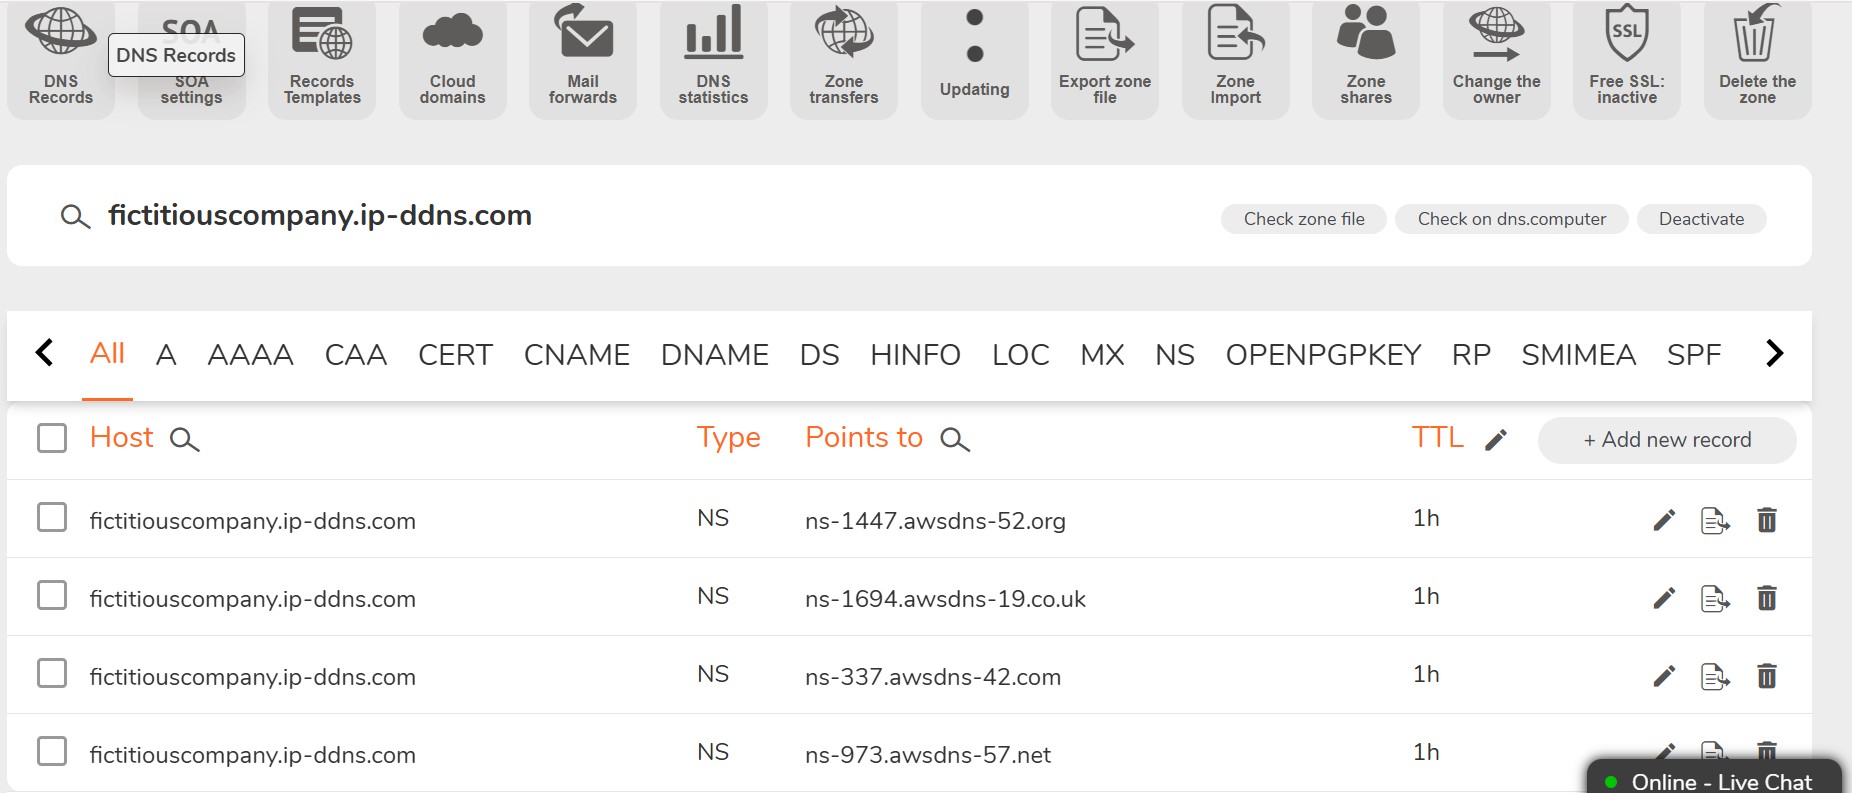 SOA
DNS Records
DNS
Records
SOA
settings
Records
Templates
Cloud
domains
Mail
forwards
DNS
statistics
Zone
transfers
Updating
Export zone
file
Zone
Import
Zone
shares
Change the
owner
SSL
Free SSL:
inactive
Delete the
zone
fictitiouscompany.ip-ddns.com
Check zone file
Check on dns.computer
Deactivate
All A AAAA CAA CERT CNAME DNAME DS HINFO LOC MX NS OPENPGPKEY RP SMIMEA SPF
Host Type Points to TTL + Add new record
fictitiouscompany.ip-ddns.com NS ns-1447.awsdns-52.org 1h
fictitiouscompany.ip-ddns.com NS ns-1694.awsdns-19.co.uk 1h
fictitiouscompany.ip-ddns.com NS ns-337.awsdns-42.com 1h
fictitiouscompany.ip-ddns.com NS ns-973.awsdns-57.net 1h
Online - Live Chat